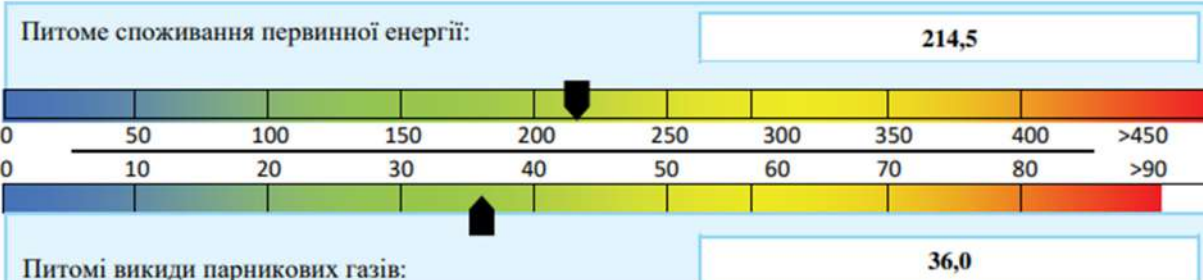 Питоме споживання первинної енергії:
214,5
0 50 100 150 200 250 300 350 400 >450
0 10 20 30 40 50 60 70 80 >90
Питомі викиди парникових газів:
36,0